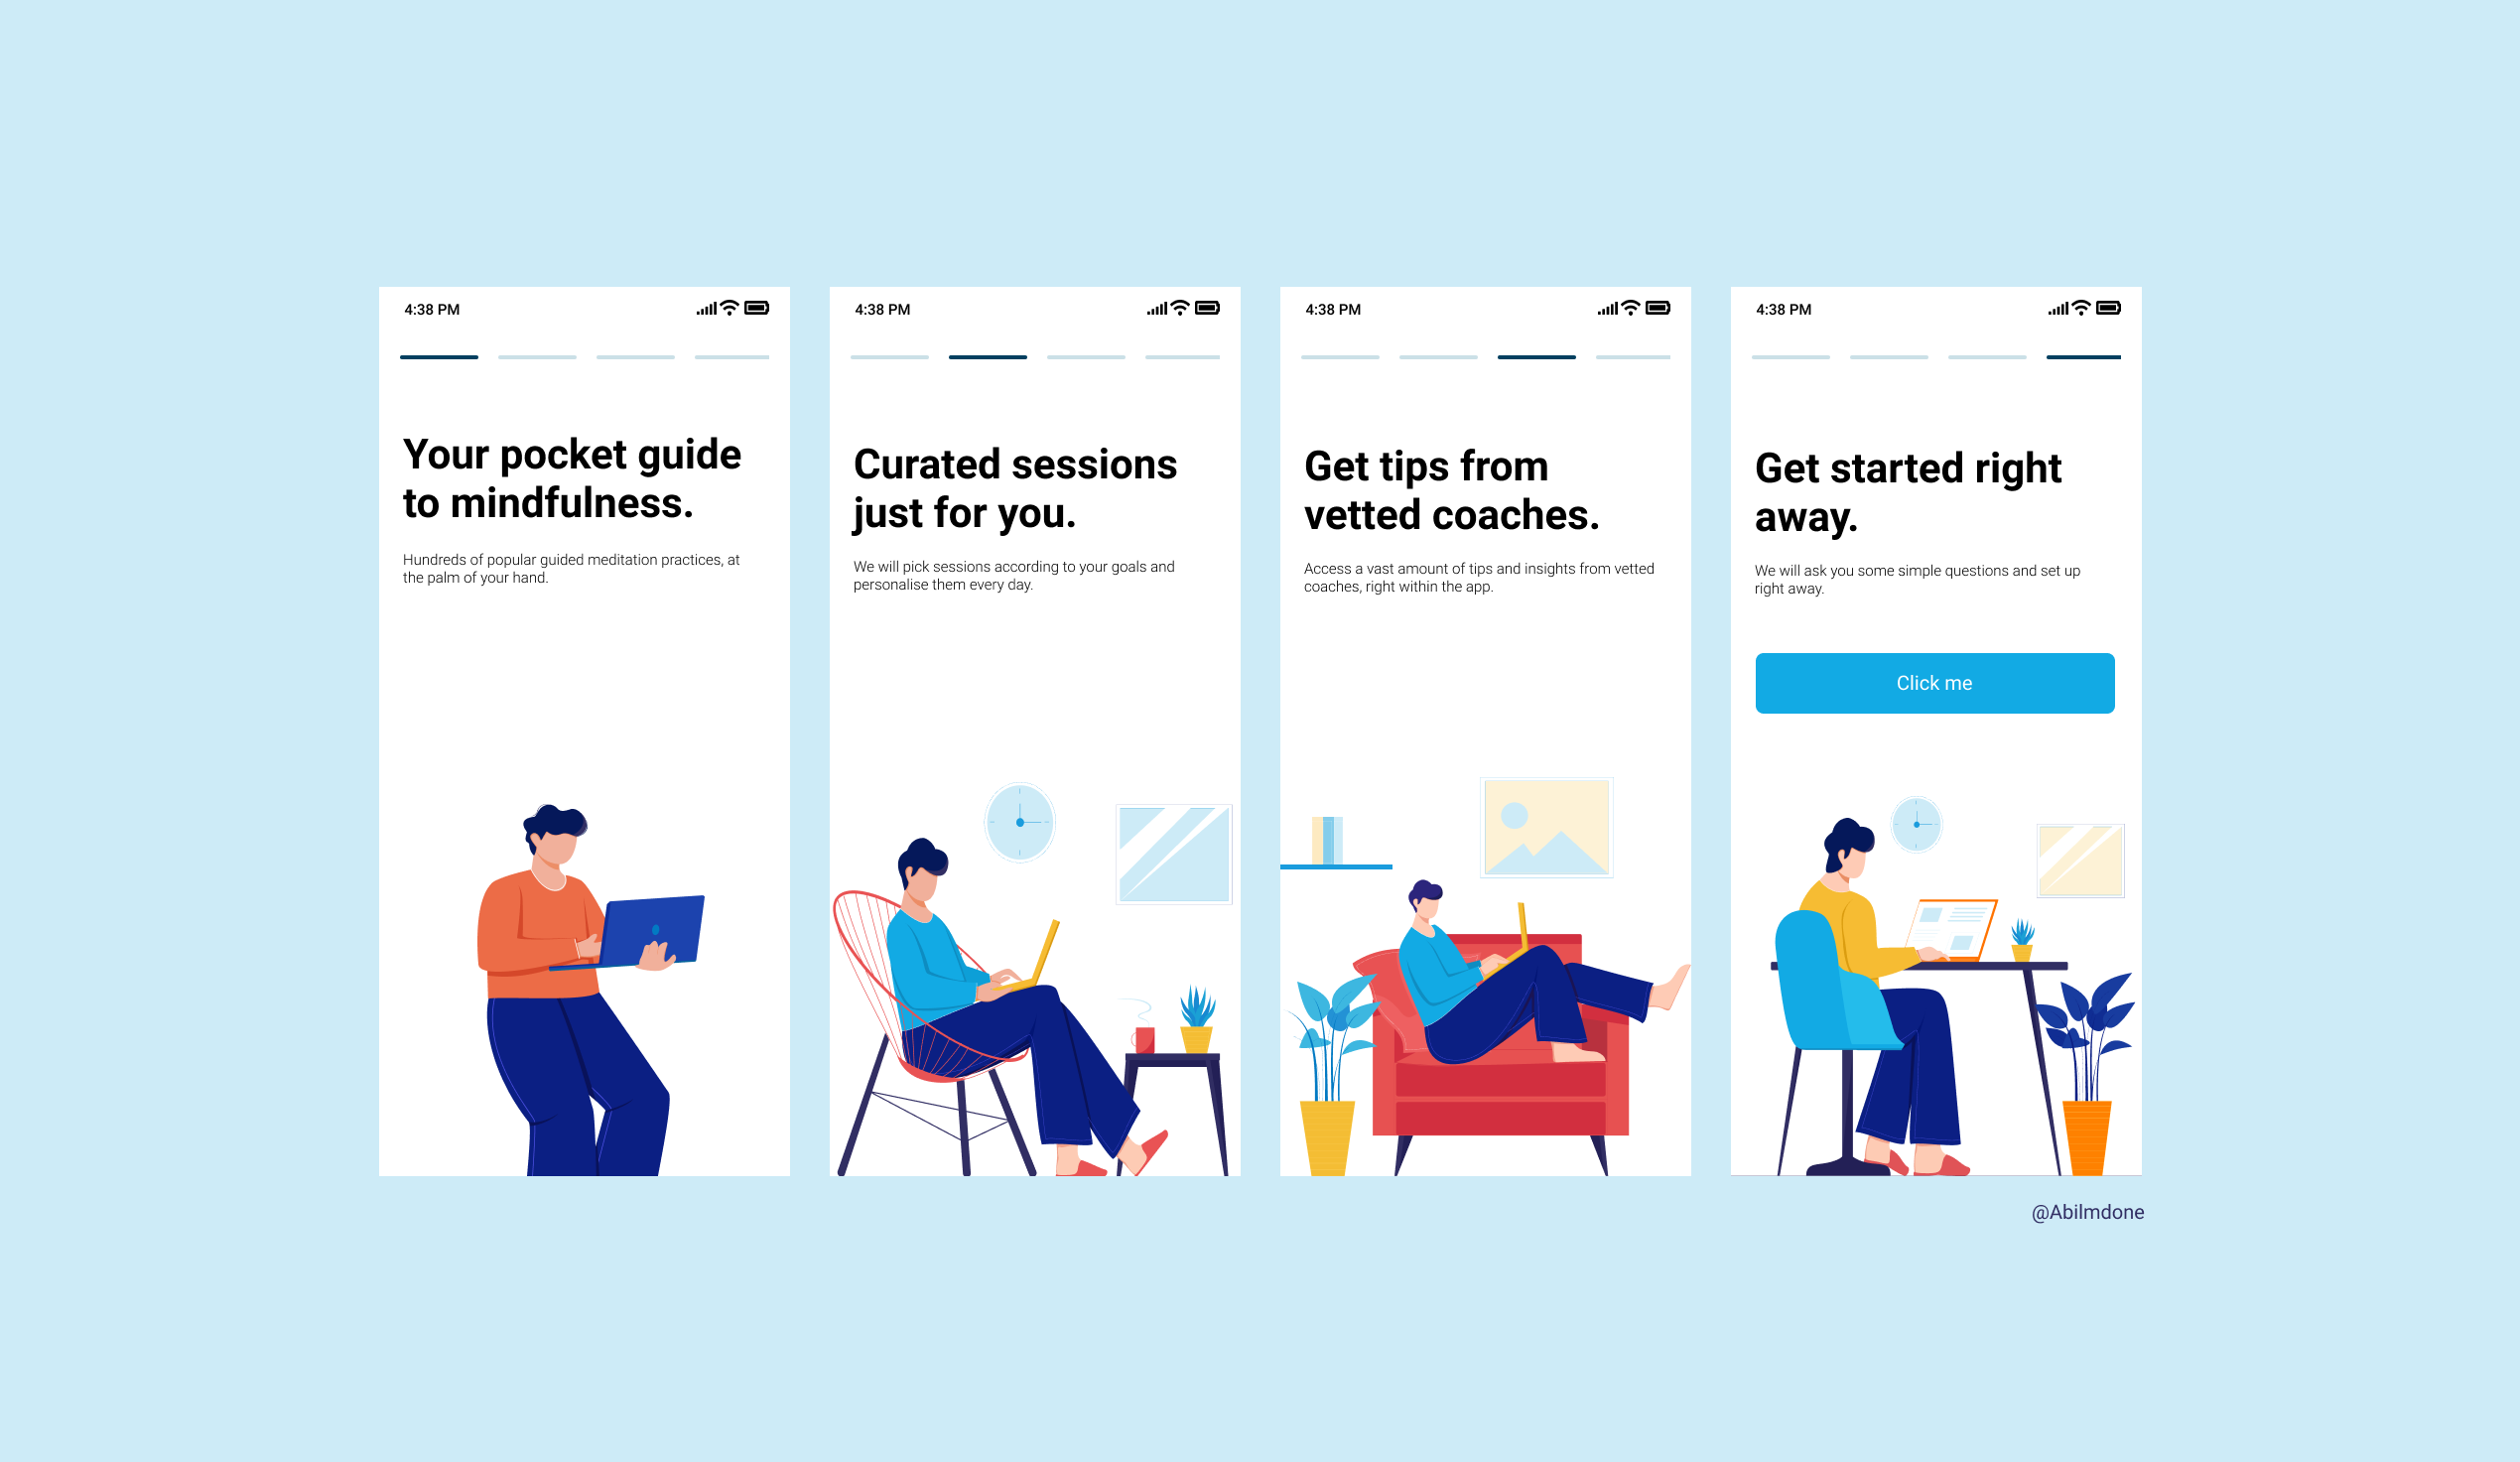 4:38 PM
Your pocket guide
to mindfulness.
Hundreds of popular guided meditation practices, at
the palm of your hand.
4:38 PM
Curated sessions
just for you.
We will pick sessions according to your goals and
personalise them every day.
4:38 PM
Get tips from
vetted coaches.
Access a vast amount of tips and insights from vetted
coaches, right within the app.
4:38 PM
Get started right
away.
We will ask you some simple questions and set up
right away.
Click me
@Abilmdone